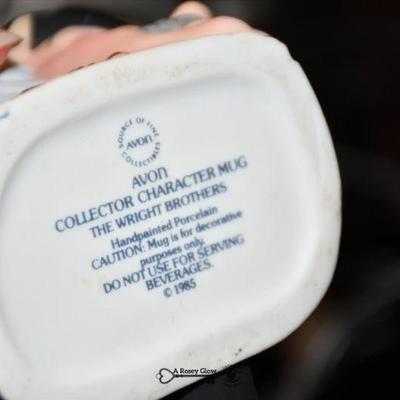 SOURCE OF FINE
AVON
COLLECTIBLES
AVON
COLLECTOR CHARACTER MUG
THE WRIGHT BROTHERS
Handpainted Porcelain
CAUTION: Mug is for decorative
purposes only.
DO NOT USE FOR SERVING
BEVERAGES.
© 1985
A Rosey Glow